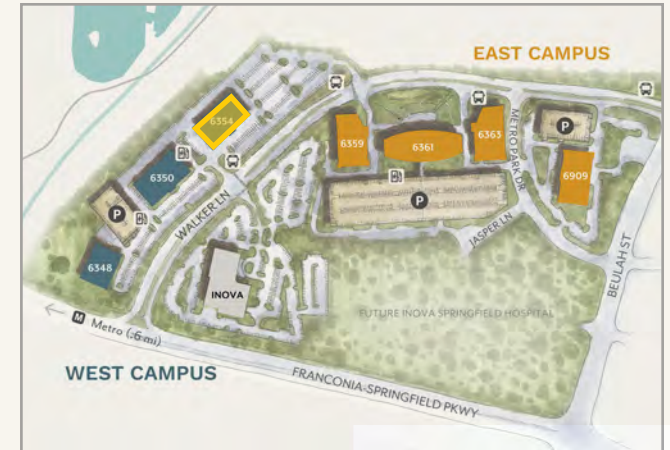 EAST CAMPUS
6354
6359
6361
6363
METRO PARK DR
P
6909
6350
P
WALKER LN
P
JASPER LN
BEULAH ST
6348
INOVA
FUTURE INOVA SPRINGFIELD HOSPITAL
M Metro (.6 mi)
WEST CAMPUS
FRANCONIA-SPRINGFIELD PKWY